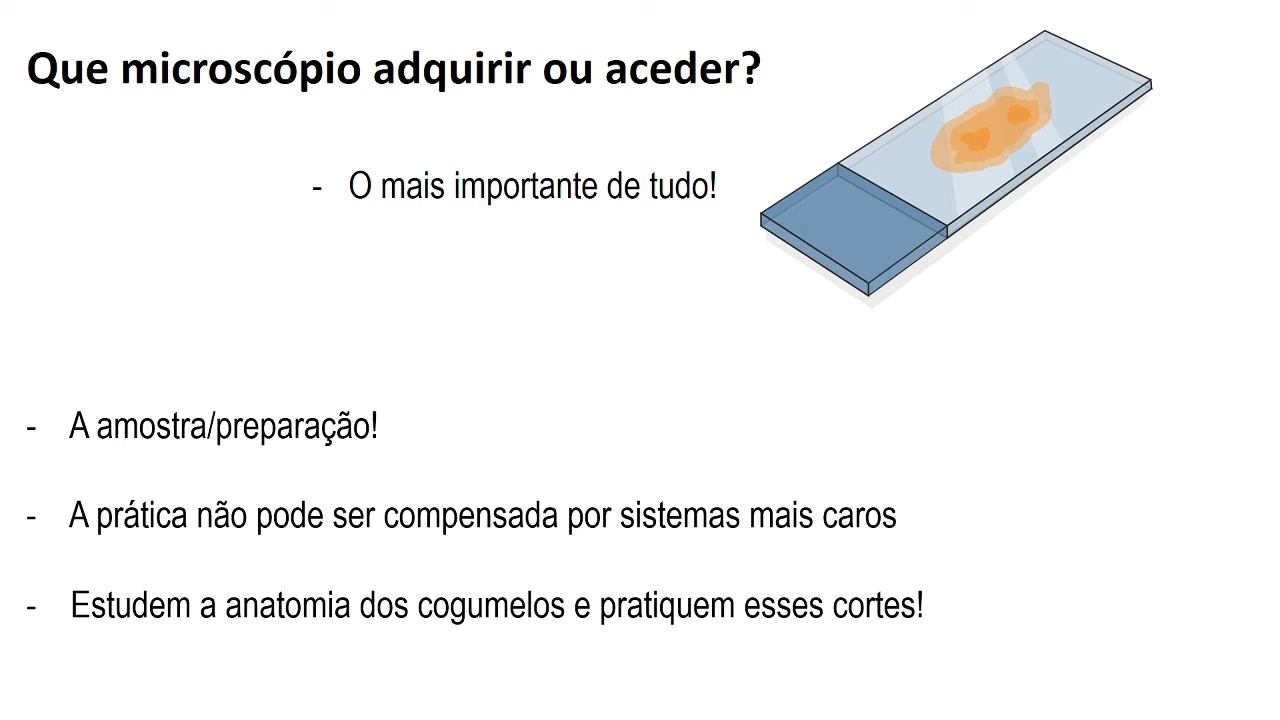 Que microscópio adquirir ou aceder?
- O mais importante de tudo!
- A amostra/preparação!
- A prática não pode ser compensada por sistemas mais caros
- Estudem a anatomia dos cogumelos e pratiquem esses cortes!